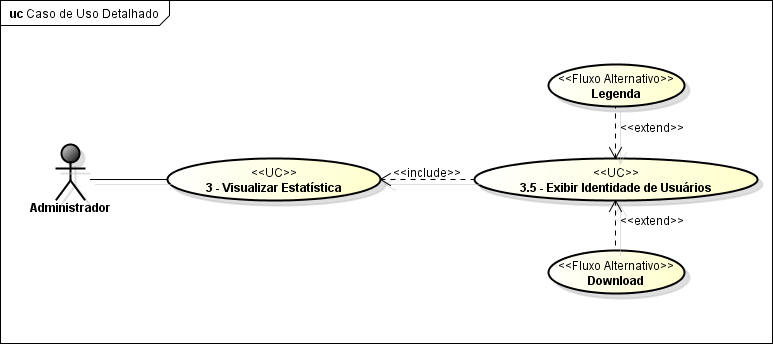 uc Caso de Uso Detalhado
<<Fluxo Alternativo>>
Legenda
<<extend>>
<<UC>>
3 - Visualizar Estatística
<<include>>
<<UC>>
3.5 - Exibir Identidade de Usuários
Administrador
<<extend>>
<<Fluxo Alternativo>>
Download